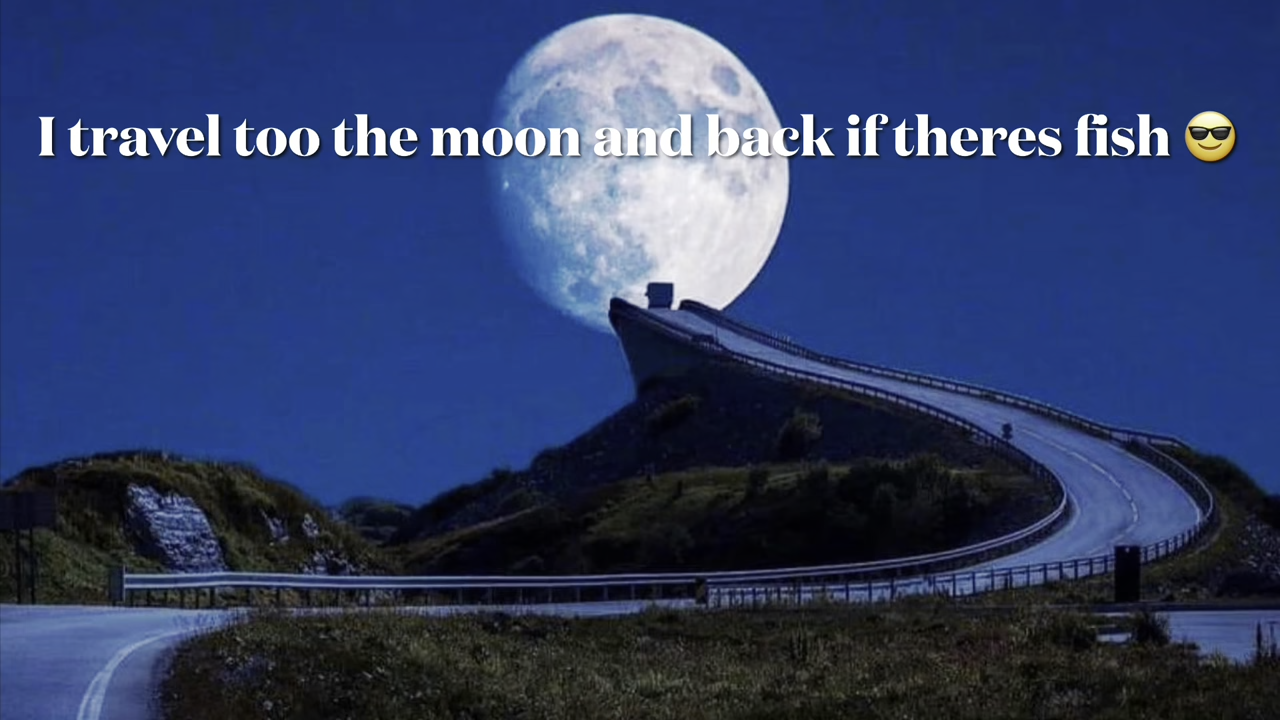 I travel too the moon and back if theres fish 😎